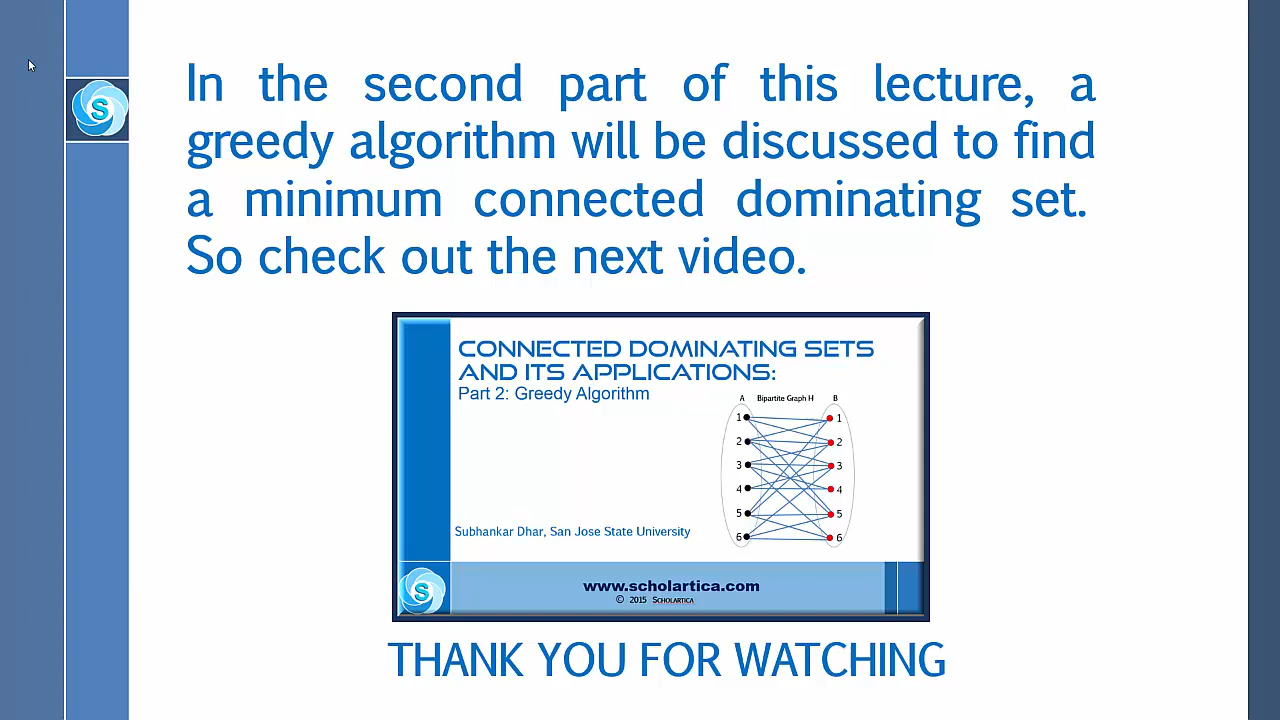 In the second part of this lecture, a
greedy algorithm will be discussed to find
a minimum connected dominating set.
So check out the next video.
S
CONNECTED DOMINATING SETS
AND ITS APPLICATIONS:
Part 2: Greedy Algorithm
A Bipartite Graph H B
1 1
2 2
3 3
4 4
5 5
6 6
Subhankar Dhar, San Jose State University
S
www.scholartica.com
© 2015 SCHOLARTICA
THANK YOU FOR WATCHING